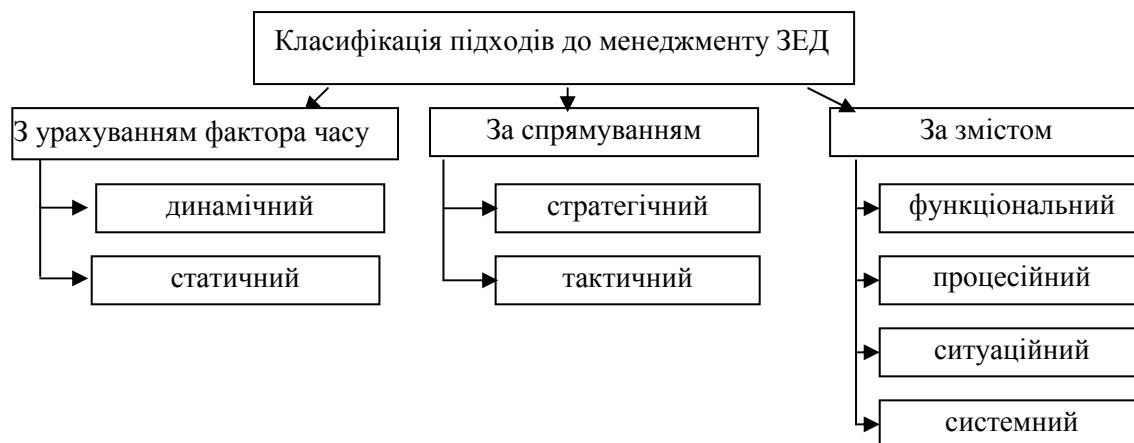 Класифікація підходів до менеджменту ЗЕД
З урахуванням фактора часу
динамічний
статичний
За спрямуванням
стратегічний
тактичний
За змістом
функціональний
процесійний
ситуаційний
системний